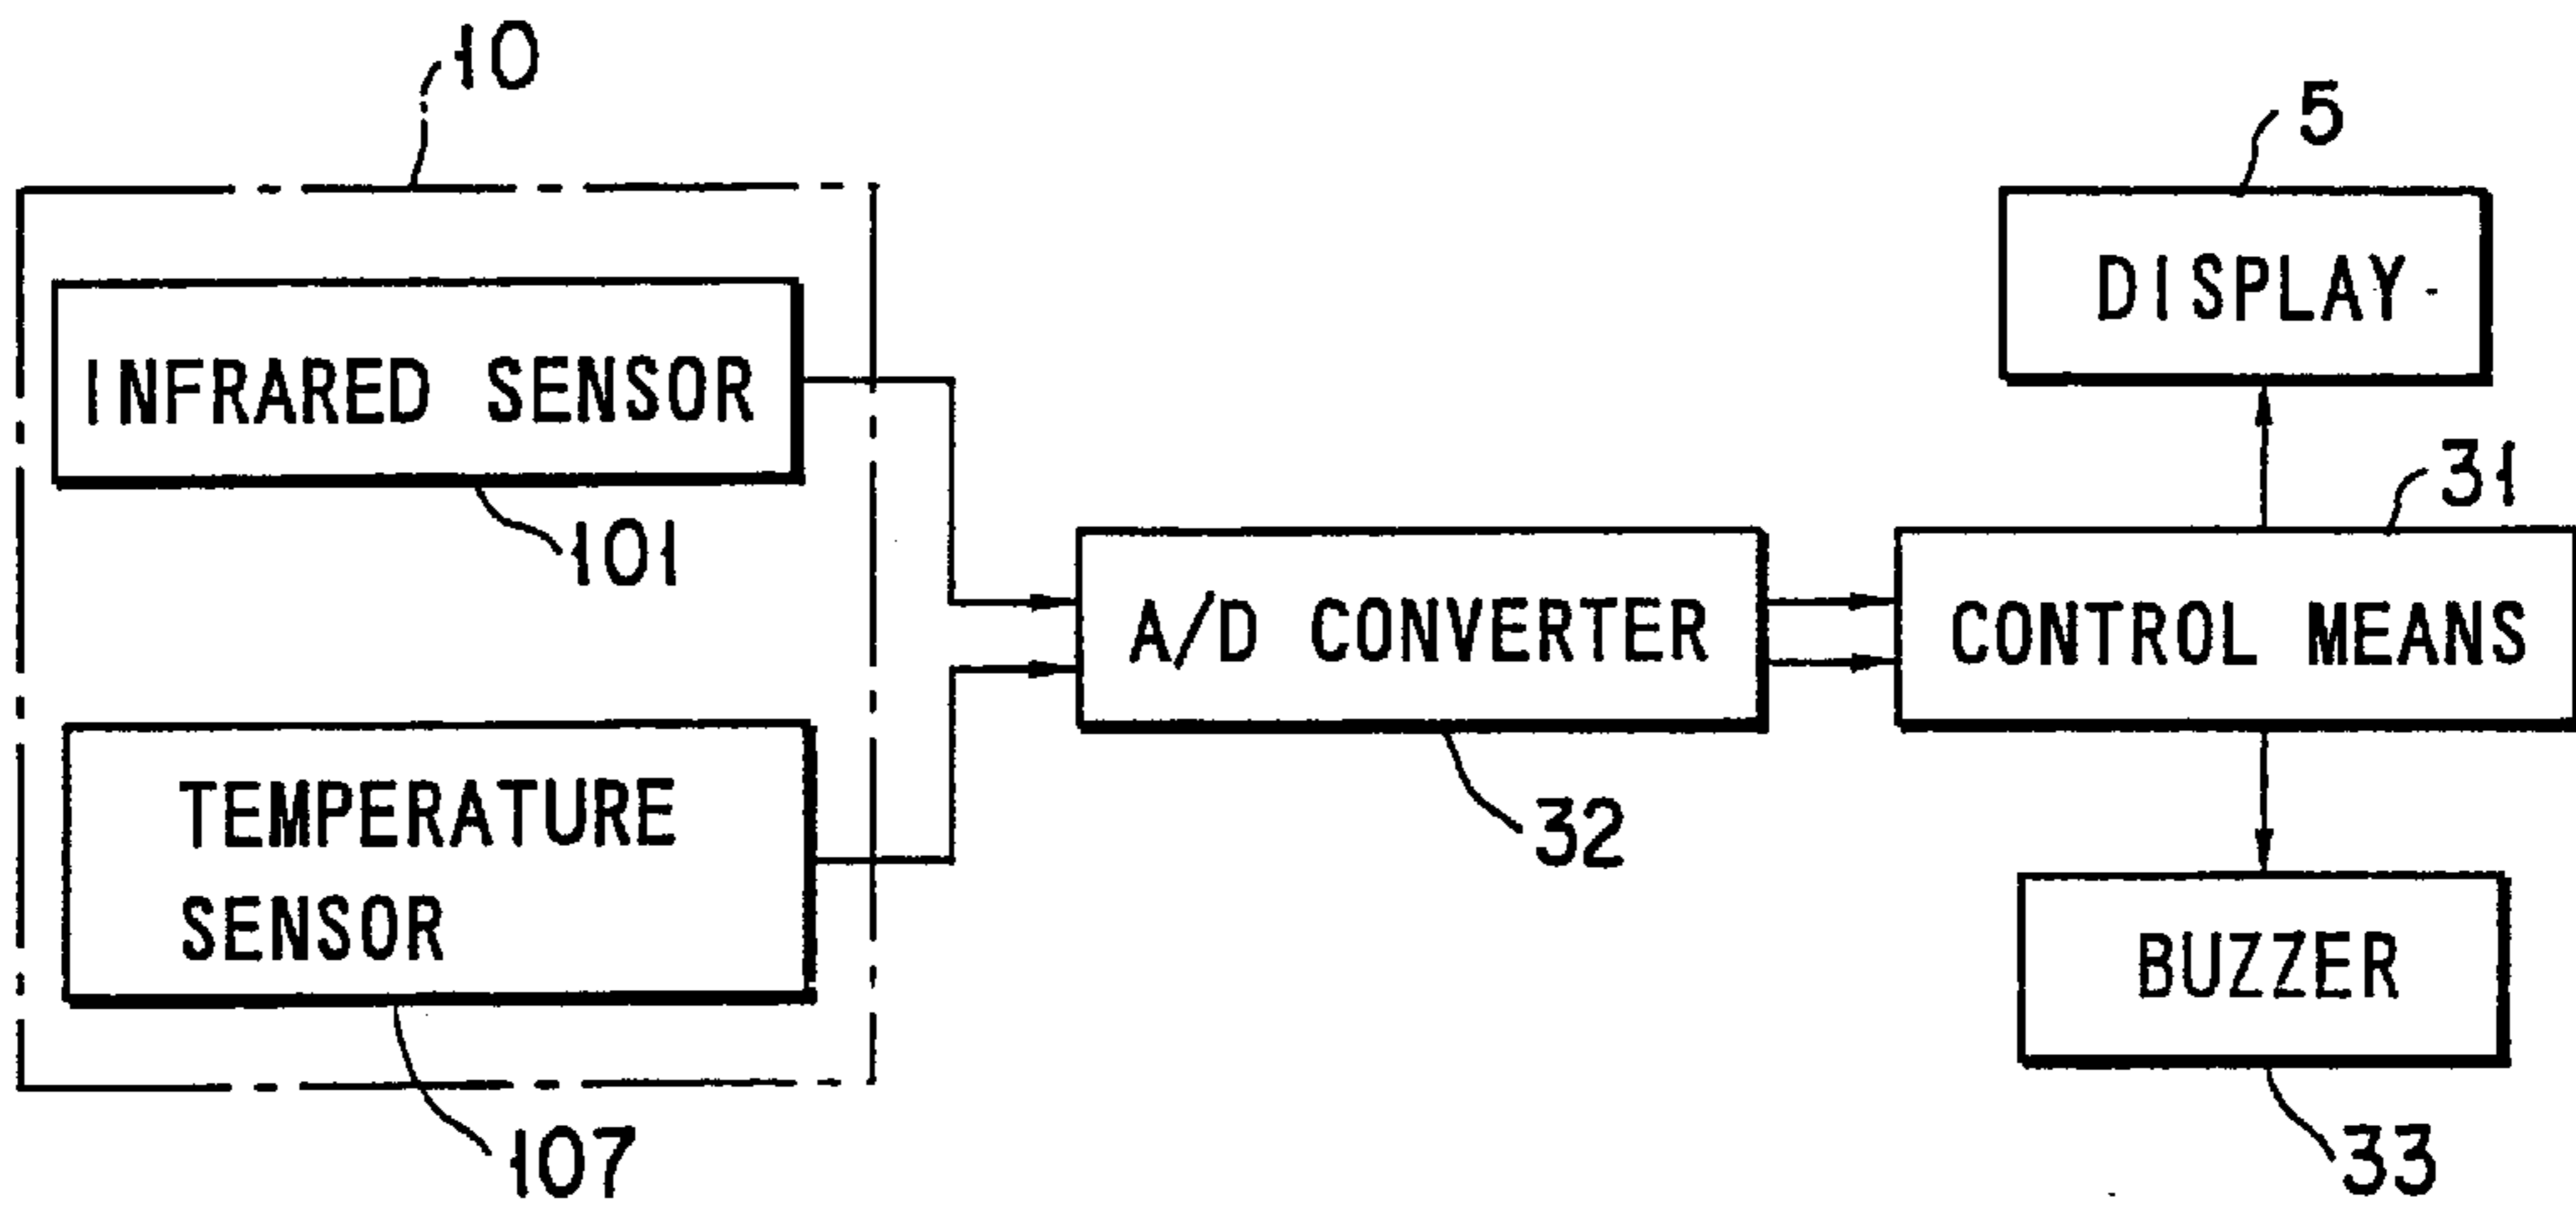 10
INFRARED SENSOR
101
TEMPERATURE
SENSOR
107
A/D CONVERTER
32
5
DISPLAY
31
CONTROL MEANS
BUZZER
33